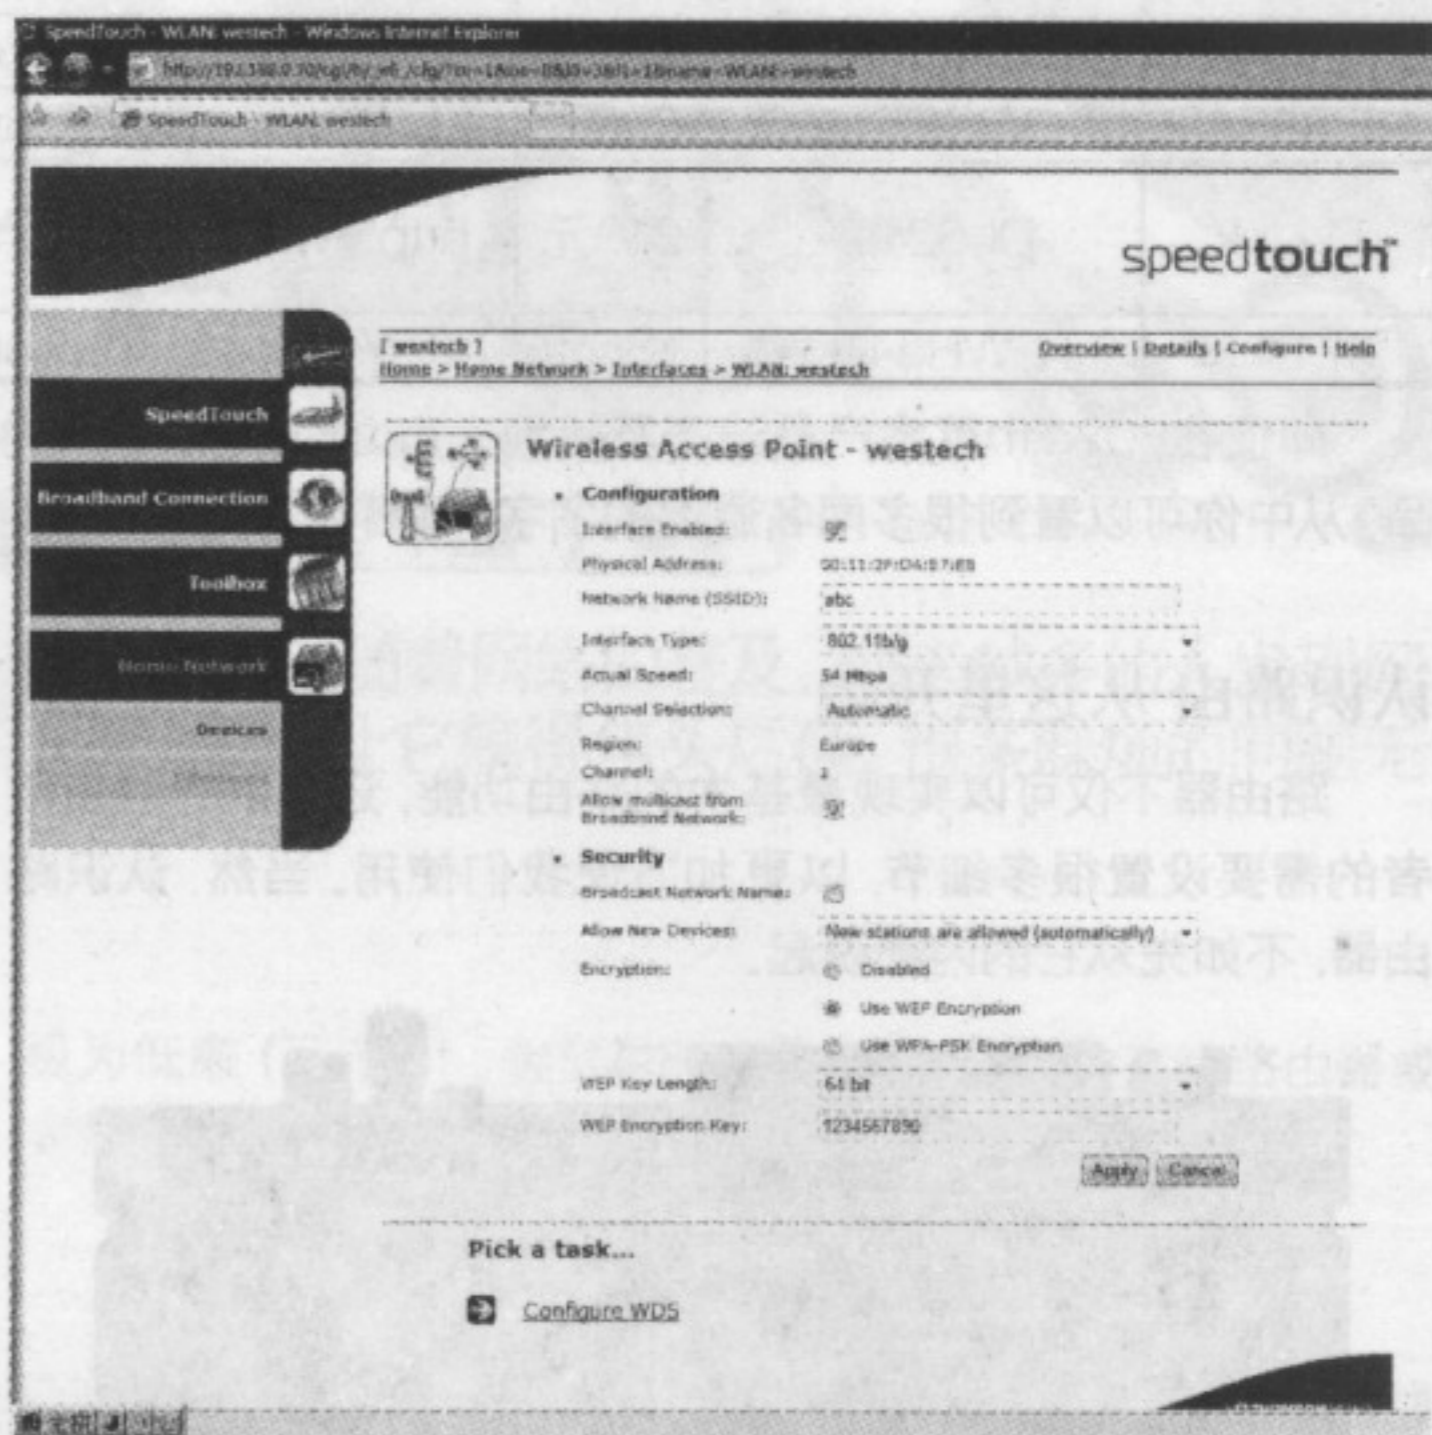 SpeedTouch - WLAN: westech - Windows Internet Explorer
SpeedTouch - WLAN: westech
speedtouch™
[ westech ]
Overview | Details | Configure | Help
Home > Home Network > Interfaces > WLAN: westech
SpeedTouch
Broadband Connection
Toolbox
Home Network
Devices
Wireless Access Point - westech
Configuration
Interface Enabled:
Physical Address:
Network Name (SSID): abc
Interface Type: 802.11b/g
Actual Speed: 54 Mbps
Channel Selection: Automatic
Region: Europe
Channel: 1
Allow multicast from
Broadband Network:
Security
Broadcast Network Name:
Allow New Devices: New stations are allowed (automatically)
Encryption: Disabled
Use WEP Encryption
Use WPA-PSK Encryption
WEP Key Length: 64 bit
WEP Encryption Key: 1234567890
Apply Cancel
Pick a task...
Configure WDS